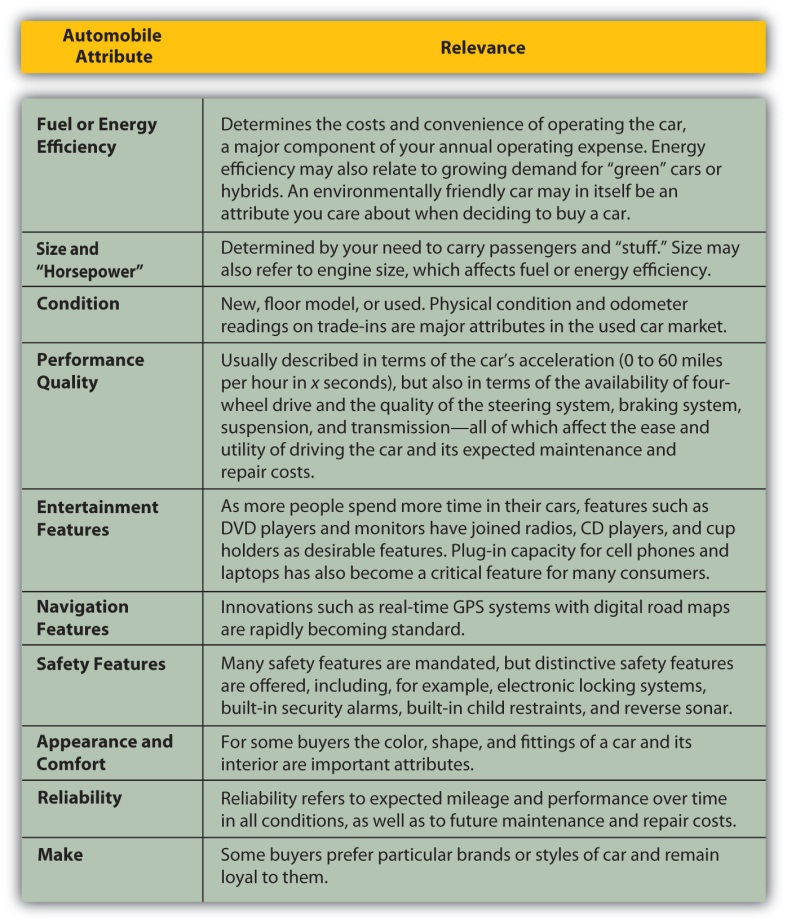 Automobile
Attribute
Relevance
Fuel or Energy
Efficiency
Determines the costs and convenience of operating the car,
a major component of your annual operating expense. Energy
efficiency may also relate to growing demand for “green” cars or
hybrids. An environmentally friendly car may in itself be an
attribute you care about when deciding to buy a car.
Size and
“Horsepower”
Determined by your need to carry passengers and “stuff.” Size may
also refer to engine size, which affects fuel or energy efficiency.
Condition
New, floor model, or used. Physical condition and odometer
readings on trade-ins are major attributes in the used car market.
Performance
Quality
Usually described in terms of the car’s acceleration (0 to 60 miles
per hour in x seconds), but also in terms of the availability of four-
wheel drive and the quality of the steering system, braking system,
suspension, and transmission—all of which affect the ease and
utility of driving the car and its expected maintenance and
repair costs.
Entertainment
Features
As more people spend more time in their cars, features such as
DVD players and monitors have joined radios, CD players, and cup
holders as desirable features. Plug-in capacity for cell phones and
laptops has also become a critical feature for many consumers.
Navigation
Features
Innovations such as real-time GPS systems with digital road maps
are rapidly becoming standard.
Safety Features
Many safety features are mandated, but distinctive safety features
are offered, including, for example, electronic locking systems,
built-in security alarms, built-in child restraints, and reverse sonar.
Appearance and
Comfort
For some buyers the color, shape, and fittings of a car and its
interior are important attributes.
Reliability
Reliability refers to expected mileage and performance over time
in all conditions, as well as to future maintenance and repair costs.
Make
Some buyers prefer particular brands or styles of car and remain
loyal to them.